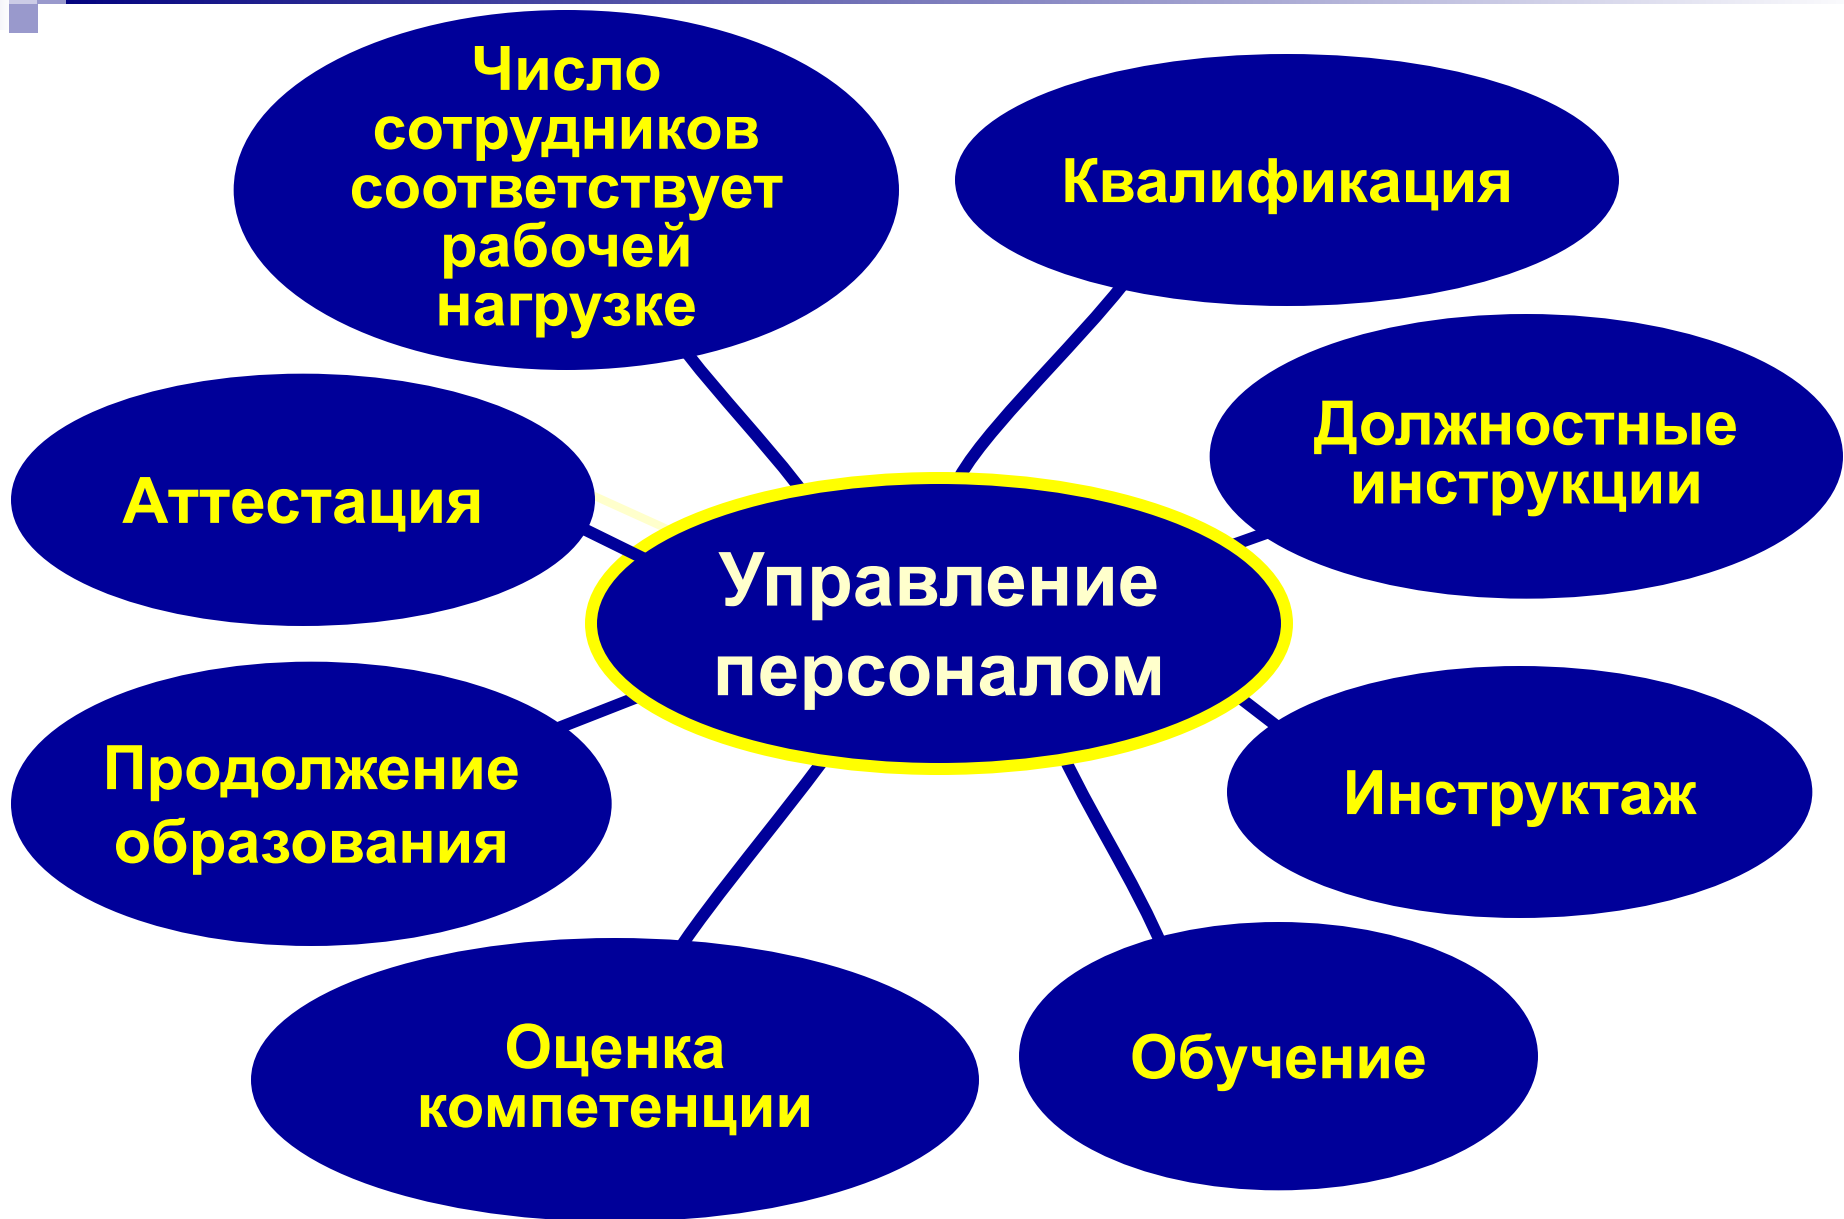 Число
сотрудников
соответствует
рабочей
нагрузке
Квалификация
Должностные
инструкции
Аттестация
Управление
персоналом
Продолжение
образования
Инструктаж
Оценка
компетенции
Обучение